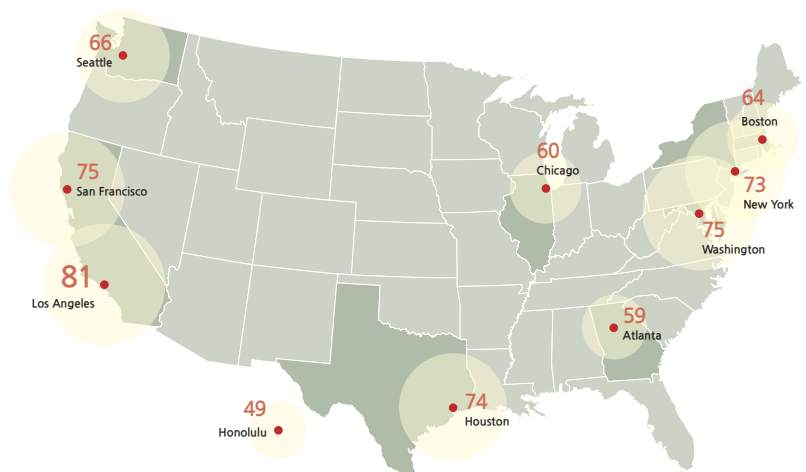 66
Seattle
64
Boston
60
Chicago
75
San Francisco
73
New York
75
Washington
81
Los Angeles
59
Atlanta
49
Honolulu
74
Houston